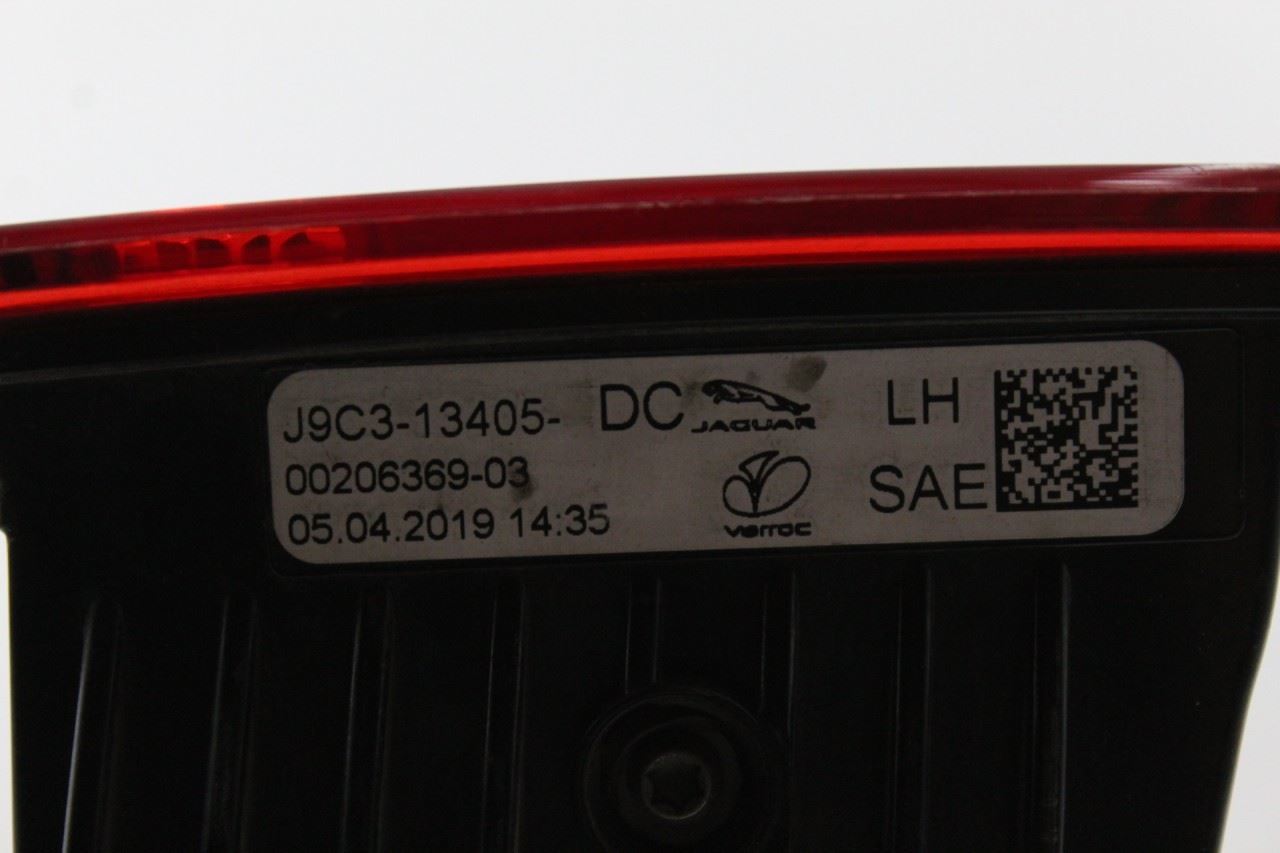 J9C3-13405- DC JAGUAR LH
00206369-03 varroc SAE
05.04.2019 14:35